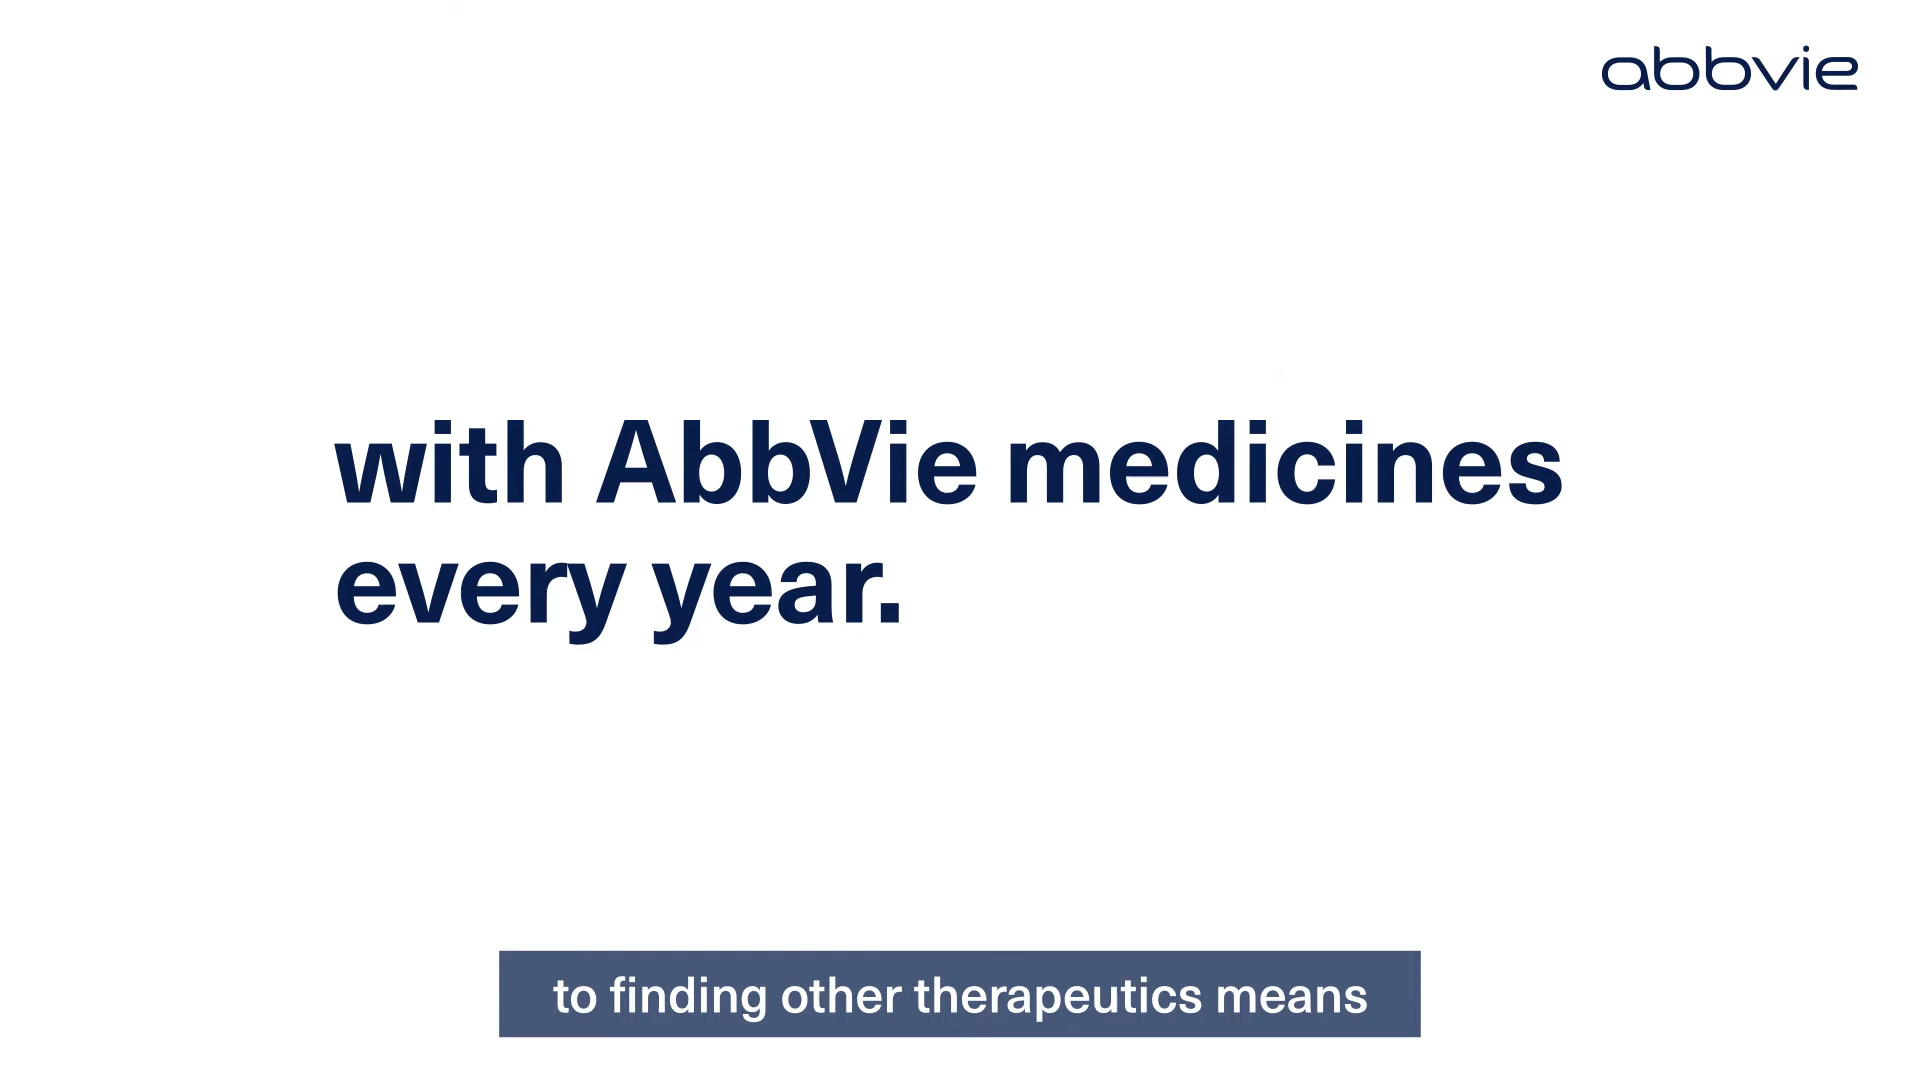 abbvie
with AbbVie medicines
every year.
to finding other therapeutics means